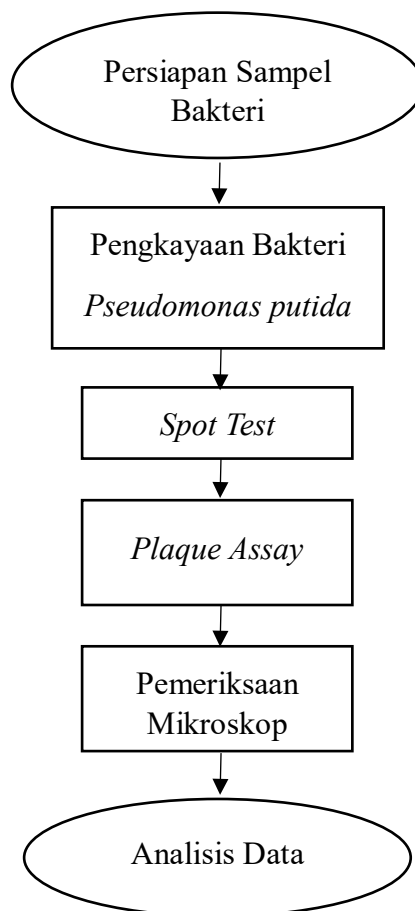 Persiapan Sampel
Bakteri
Pengkayaan Bakteri
Pseudomonas putida
Spot Test
Plaque Assay
Pemeriksaan
Mikroskop
Analisis Data